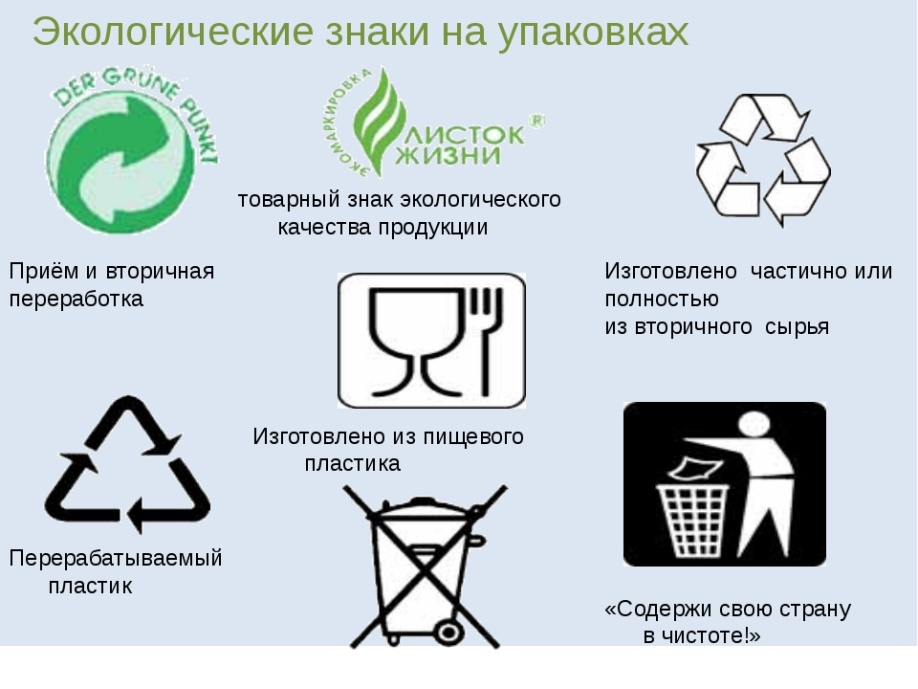 Экологические знаки на упаковках
DER GRÜNE PUNKT
ЭКОМАРКИРОВКА
ЛИСТОК ®
ЖИЗНИ
товарный знак экологического
качества продукции
Приём и вторичная
переработка
Изготовлено частично или
полностью
из вторичного сырья
Изготовлено из пищевого
пластика
Перерабатываемый
пластик
«Содержи свою страну
в чистоте!»